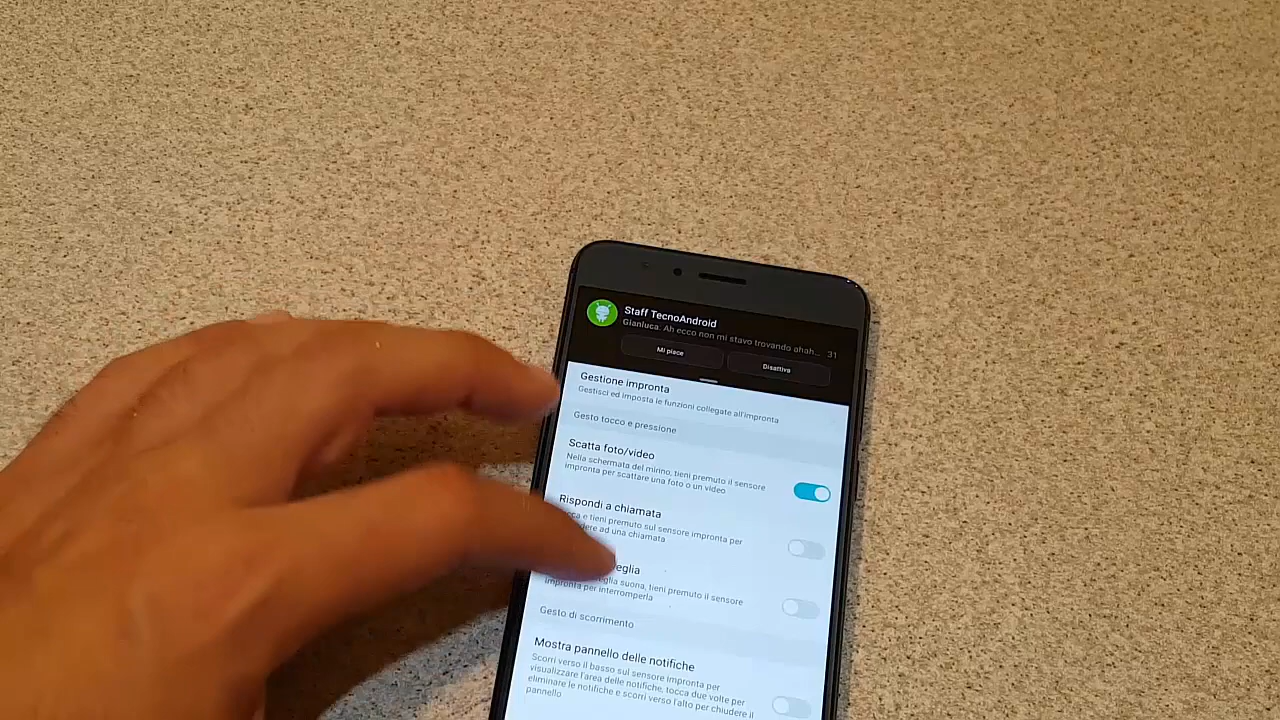 Staff TecnoAndroid
Gianluca. Ah ecco non mi stavo trovando ahah... 31
Mi piace
Disattiva
Gestione impronta
Gestisci ed imposta le funzioni collegate all'impronta
Gesto tocco e pressione
Scatta foto/video
Nella schermata del mirino, tieni premuto il sensore
impronta per scattare una foto o un video
Rispondi a chiamata
e tieni premuto sul sensore impronta per
ad una chiamata
suona, tieni premuto il sensore
impronta per interromperla
Gesto di scorrimento
Mostra pannello delle notifiche
Scorri verso il basso sul sensore impronta per
visualizzare l'area delle notifiche, tocca due volte per
eliminare le notifiche e scorri verso l'alto per chiudere il
pannello